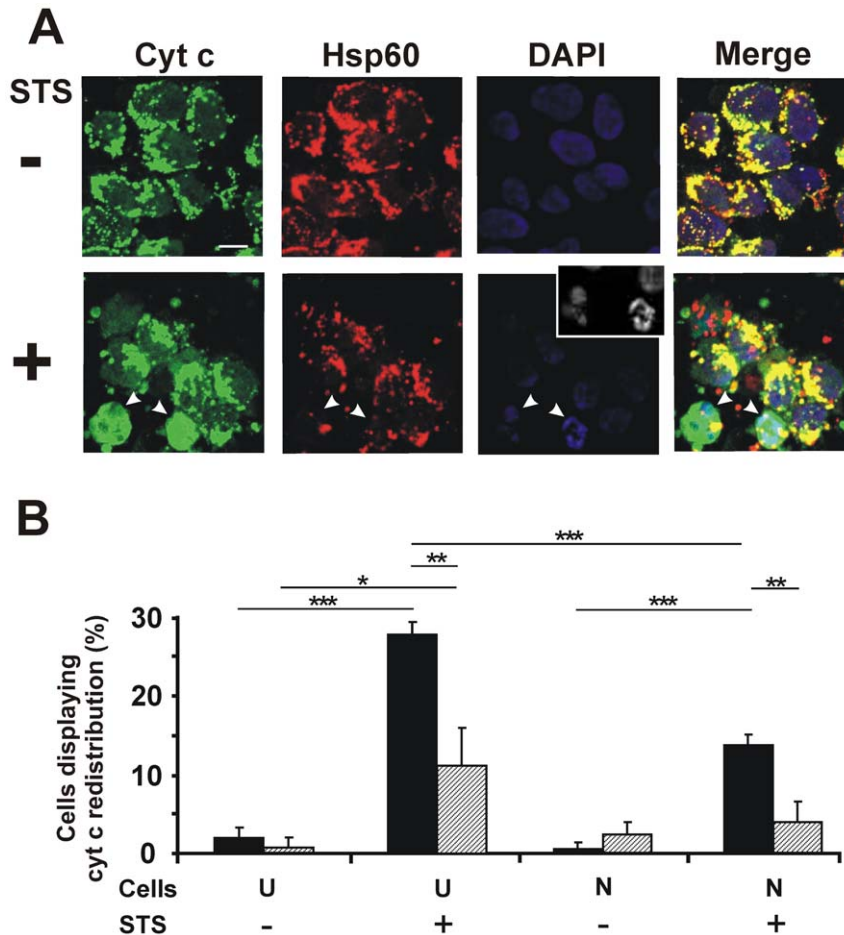 A
Cyt c Hsp60 DAPI Merge
STS
-
+
B
***
**
*
**
***
***
30
20
10
0
Cells displaying
cyt c redistribution (%)
Cells U U N N
STS - + - +